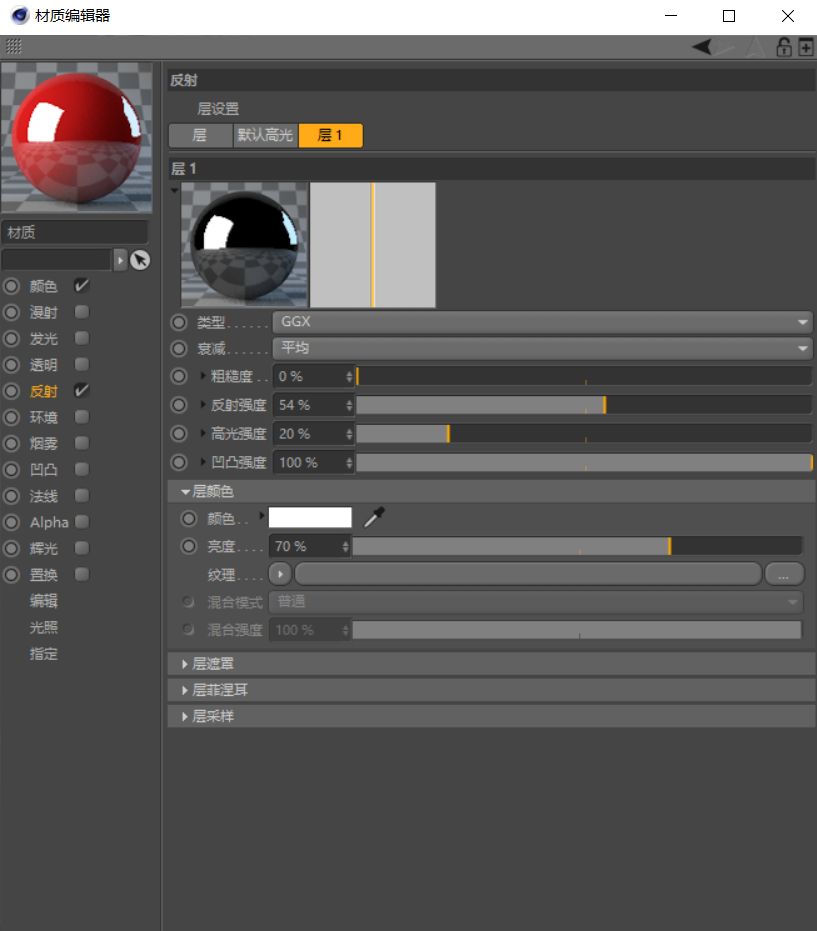 材质编辑器
反射
层设置
层 默认高光 层 1
层 1
材质
颜色
漫射
发光
透明
反射
环境
烟雾
凹凸
法线
Alpha
辉光
置换
编辑
光照
指定
类型 . . . . . . GGX
衰减 . . . . . . 平均
粗糙度 . . 0 %
反射强度 54 %
高光强度 20 %
凹凸强度 100 %
层颜色
颜色 . .
亮度 . . . . 70 %
纹理 . . . . ...
混合模式 普通
混合强度 100 %
层遮罩
层菲涅耳
层采样